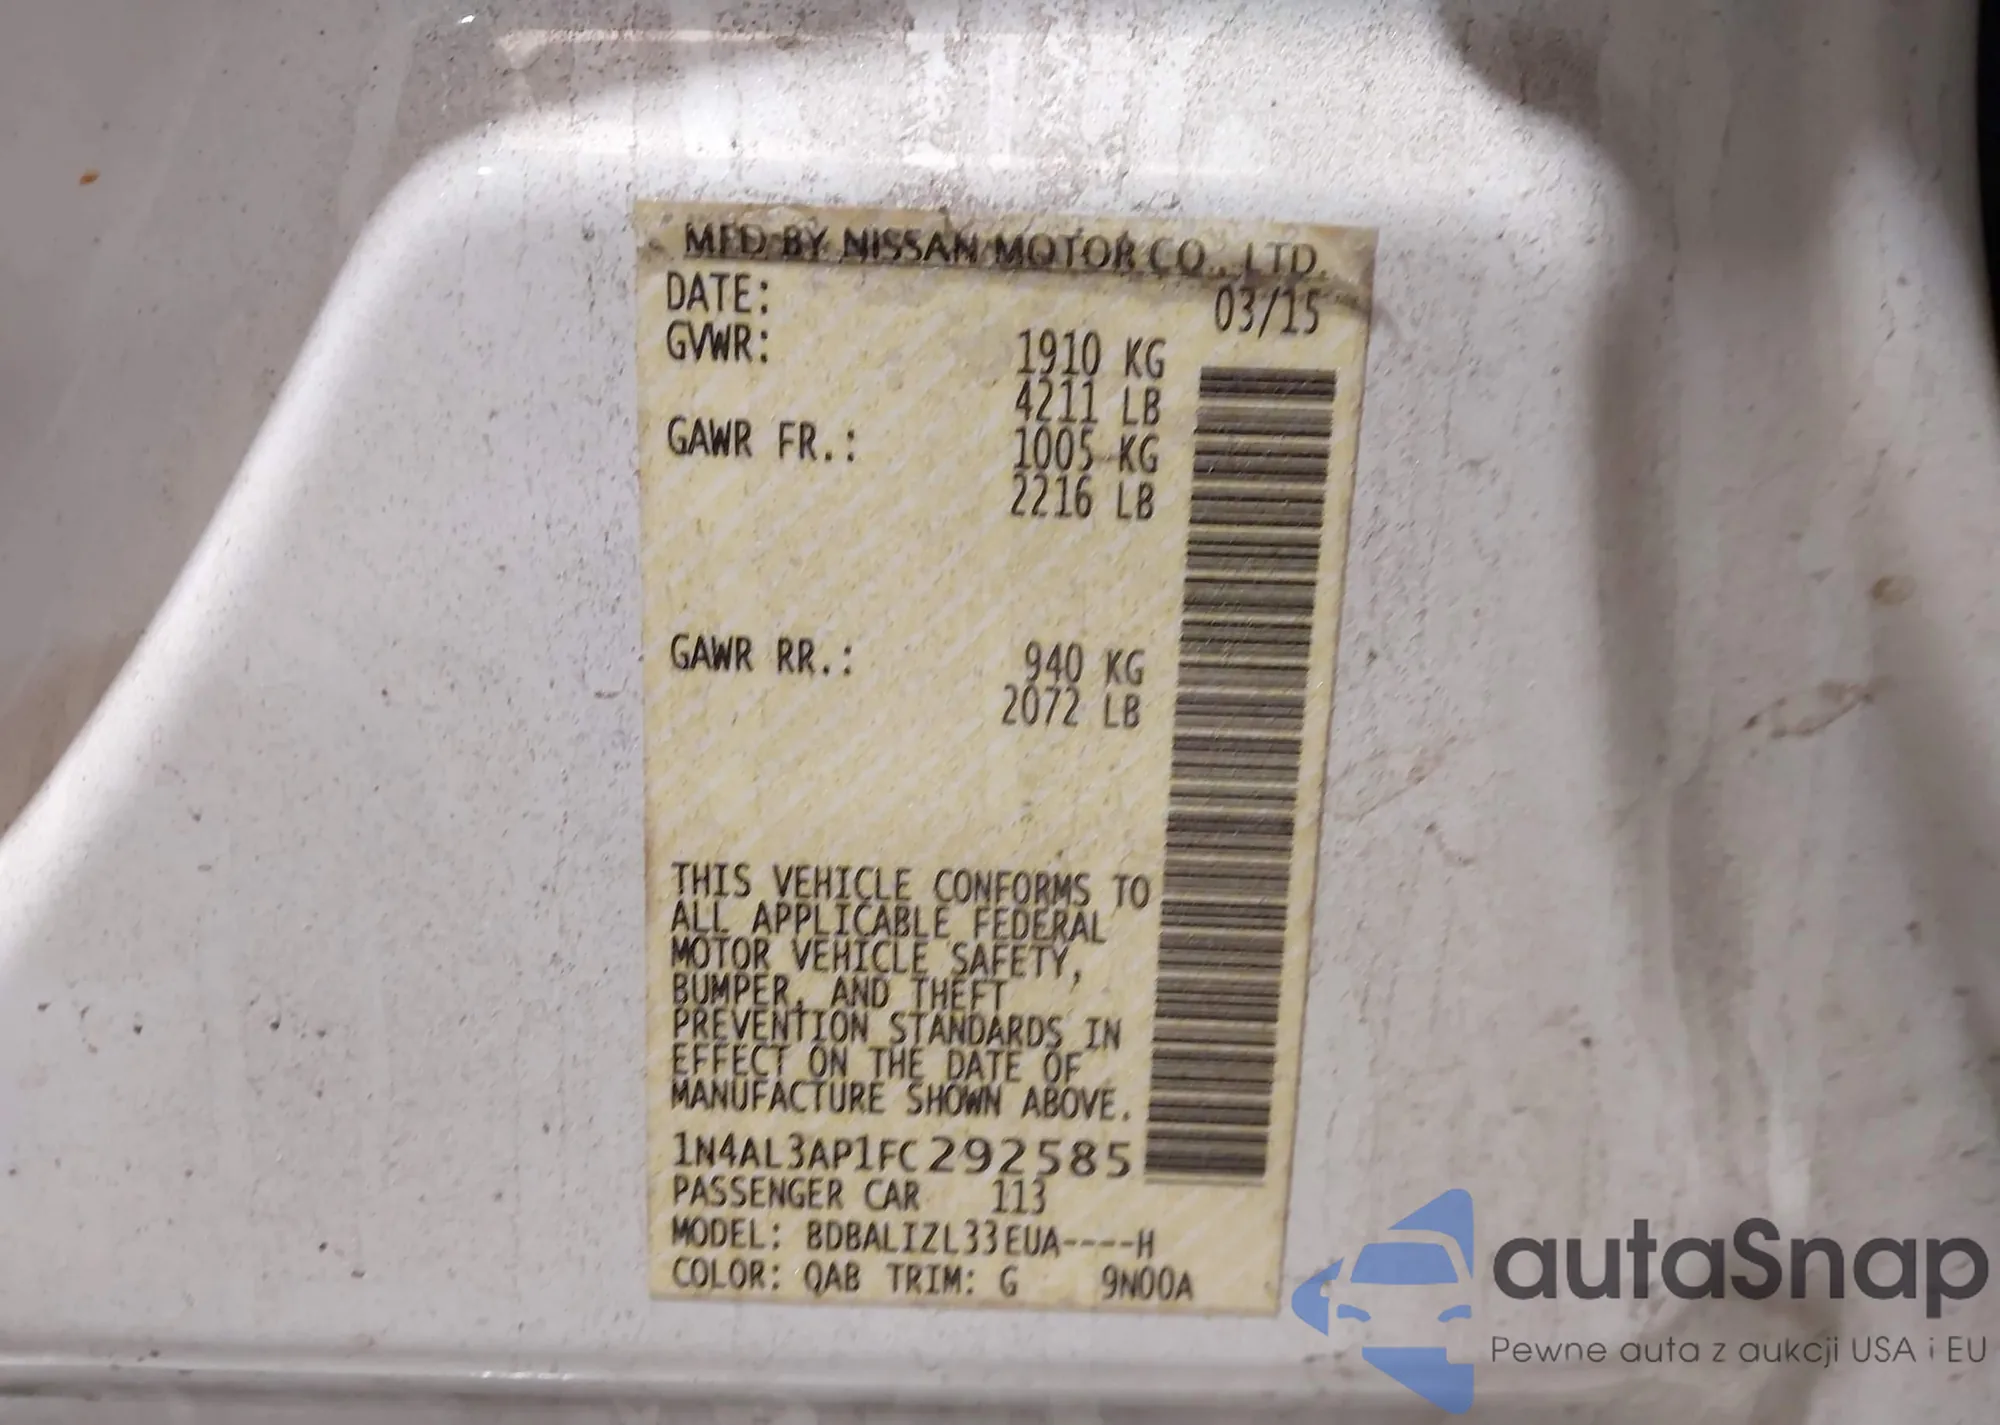 MFD BY NISSAN MOTOR CO., LTD.
DATE: 03/15
GVWR: 1910 KG
4211 LB
GAWR FR.: 1005 KG
2216 LB
GAWR RR.: 940 KG
2072 LB
THIS VEHICLE CONFORMS TO
ALL APPLICABLE FEDERAL
MOTOR VEHICLE SAFETY,
BUMPER, AND THEFT
PREVENTION STANDARDS IN
EFFECT ON THE DATE OF
MANUFACTURE SHOWN ABOVE.
1N4AL3AP1FC292585
PASSENGER CAR 113
MODEL: BDBALIZL33EUA----H
COLOR: QAB TRIM: G 9N00A
autaSnap
Pewne auta z aukcji USA i EU